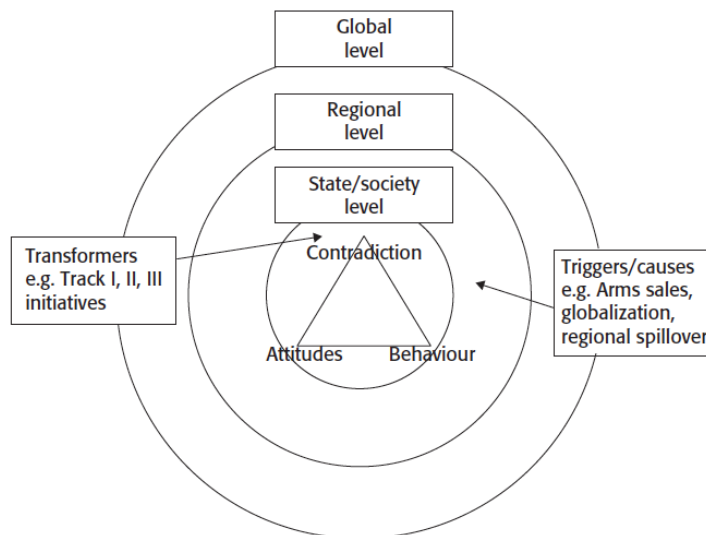 Global
level
Regional
level
State/society
level
Transformers
e.g. Track I, II, III
initiatives
Contradiction
Triggers/causes
e.g. Arms sales,
globalization,
regional spillover
Attitudes
Behaviour